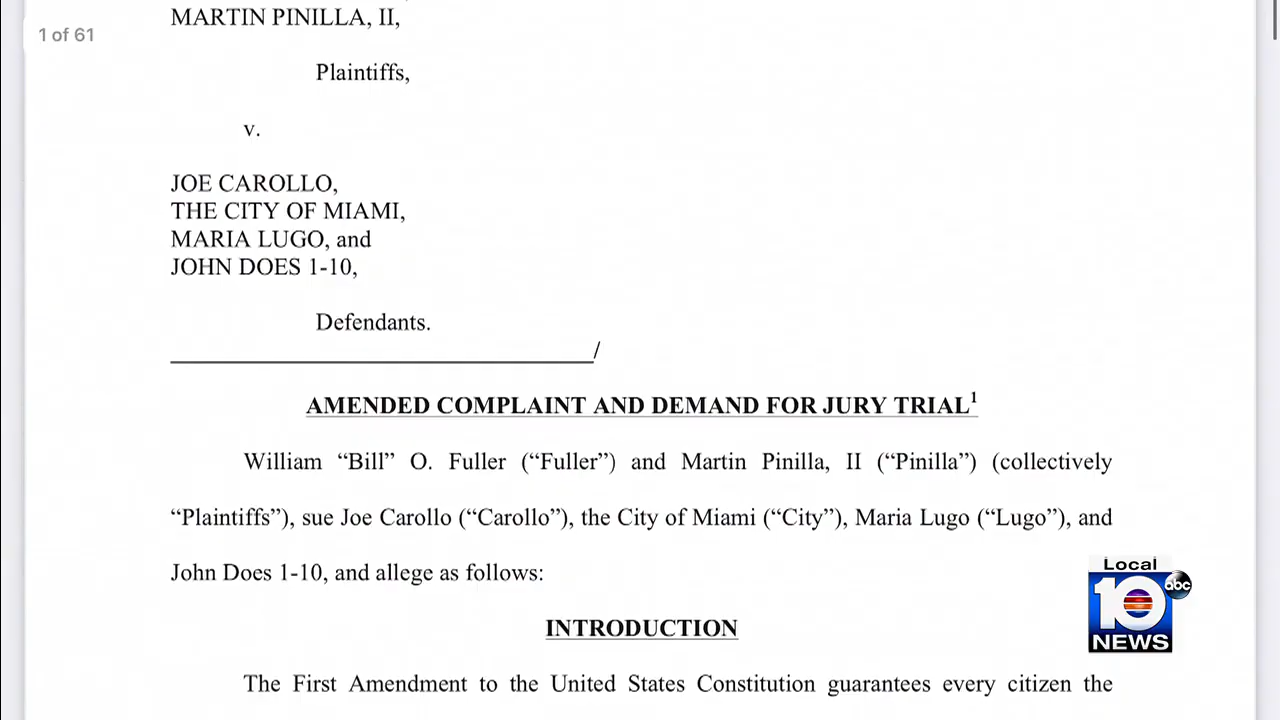 MARTIN PINILLA, II,
1 of 61
Plaintiffs,
v.
JOE CAROLLO,
THE CITY OF MIAMI,
MARIA LUGO, and
JOHN DOES 1-10,
Defendants.
/
AMENDED COMPLAINT AND DEMAND FOR JURY TRIAL1
William “Bill” O. Fuller (“Fuller”) and Martin Pinilla, II (“Pinilla”) (collectively
“Plaintiffs”), sue Joe Carollo (“Carollo”), the City of Miami (“City”), Maria Lugo (“Lugo”), and
John Does 1-10, and allege as follows:
INTRODUCTION
The First Amendment to the United States Constitution guarantees every citizen the
Local
10
abc
NEWS